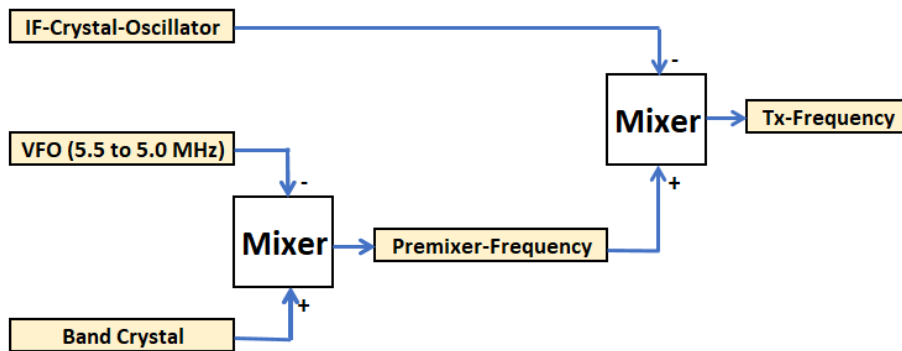 IF-Crystal-Oscillator
-
Mixer
Tx-Frequency
VFO (5.5 to 5.0 MHz)
-
+
Mixer
Premixer-Frequency
+
Band Crystal